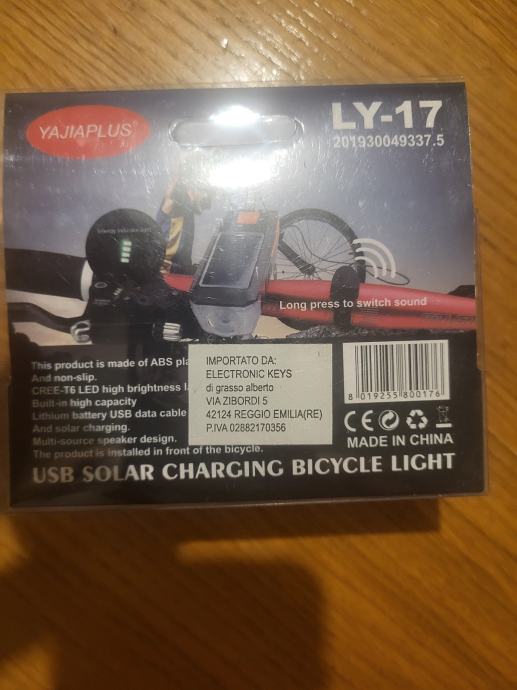 YAJIAPLUS®
LY-17
201930049337.5
Energy indicator light
Long press to switch sound
This product is made of ABS pla
And non-slip.
CREE-T6 LED high brightness l
Built-in high capacity
Lithium battery USB data cable
And solar charging.
Multi-source speaker design.
The product is installed in front of the bicycle.
IMPORTATO DA:
ELECTRONIC KEYS
di grasso alberto
VIA ZIBORDI 5
42124 REGGIO EMILIA(RE)
P.IVA 02882170356
8 019255 800176
CE
MADE IN CHINA
USB SOLAR CHARGING BICYCLE LIGHT